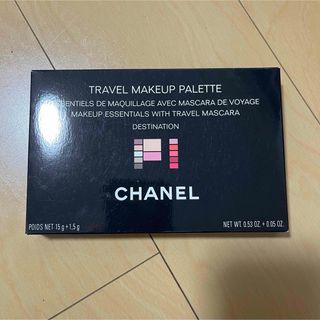 TRAVEL MAKEUP PALETTE
ESSENTIELS DE MAQUILLAGE AVEC MASCARA DE VOYAGE
MAKEUP ESSENTIALS WITH TRAVEL MASCARA
DESTINATION
CHANEL
POIDS NET 15 g + 1,5 g
NET WT. 0.53 OZ. + 0.05 OZ.